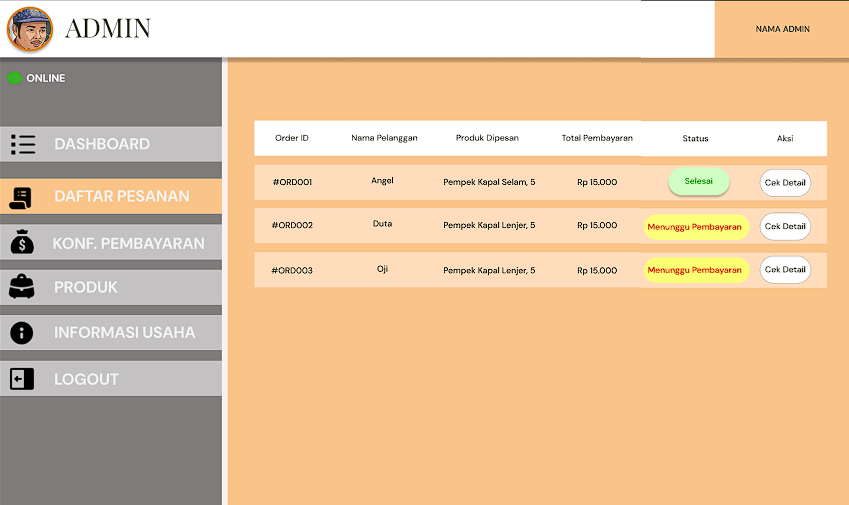 ADMIN
NAMA ADMIN
ONLINE
DASHBOARD
DAFTAR PESANAN
KONF. PEMBAYARAN
PRODUK
INFORMASI USAHA
LOGOUT
Order ID Nama Pelanggan Produk Dipesan Total Pembayaran Status Aksi
#ORD001 Angel Pempek Kapal Selam, 5 Rp 15.000 Selesai Cek Detail
#ORD002 Duta Pempek Kapal Lenjer, 5 Rp 15.000 Menunggu Pembayaran Cek Detail
#ORD003 Oji Pempek Kapal Lenjer, 5 Rp 15.000 Menunggu Pembayaran Cek Detail